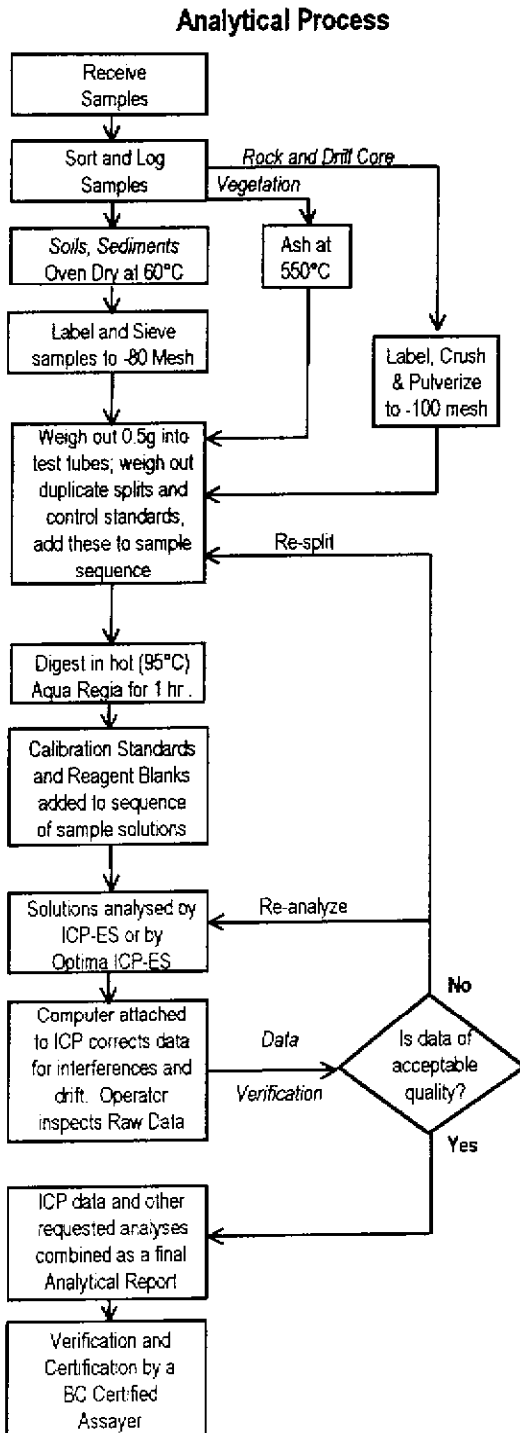 Analytical Process
Receive
Samples
Sort and Log
Samples
Rock and Drill Core
Vegetation
Soils, Sediments
Oven Dry at 60°C
Ash at
550°C
Label and Sieve
samples to -80 Mesh
Label, Crush
& Pulverize
to -100 mesh
Weigh out 0.5g into
test tubes; weigh out
duplicate splits and
control standards,
add these to sample
sequence
Re-split
Digest in hot (95°C)
Aqua Regia for 1 hr.
Calibration Standards
and Reagent Blanks
added to sequence
of sample solutions
Solutions analysed by
ICP-ES or by
Optima ICP-ES
Re-analyze
Computer attached
to ICP corrects data
for interferences and
drift. Operator
inspects Raw Data
Data
Verification
No
Is data of
acceptable
quality?
Yes
ICP data and other
requested analyses
combined as a final
Analytical Report
Verification and
Certification by a
BC Certified
Assayer